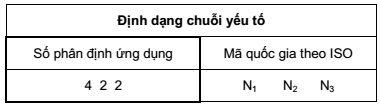 Định dạng chuỗi yếu tố
Số phân định ứng dụng Mã quốc gia theo ISO
4 2 2 N₁ N₂ N₃